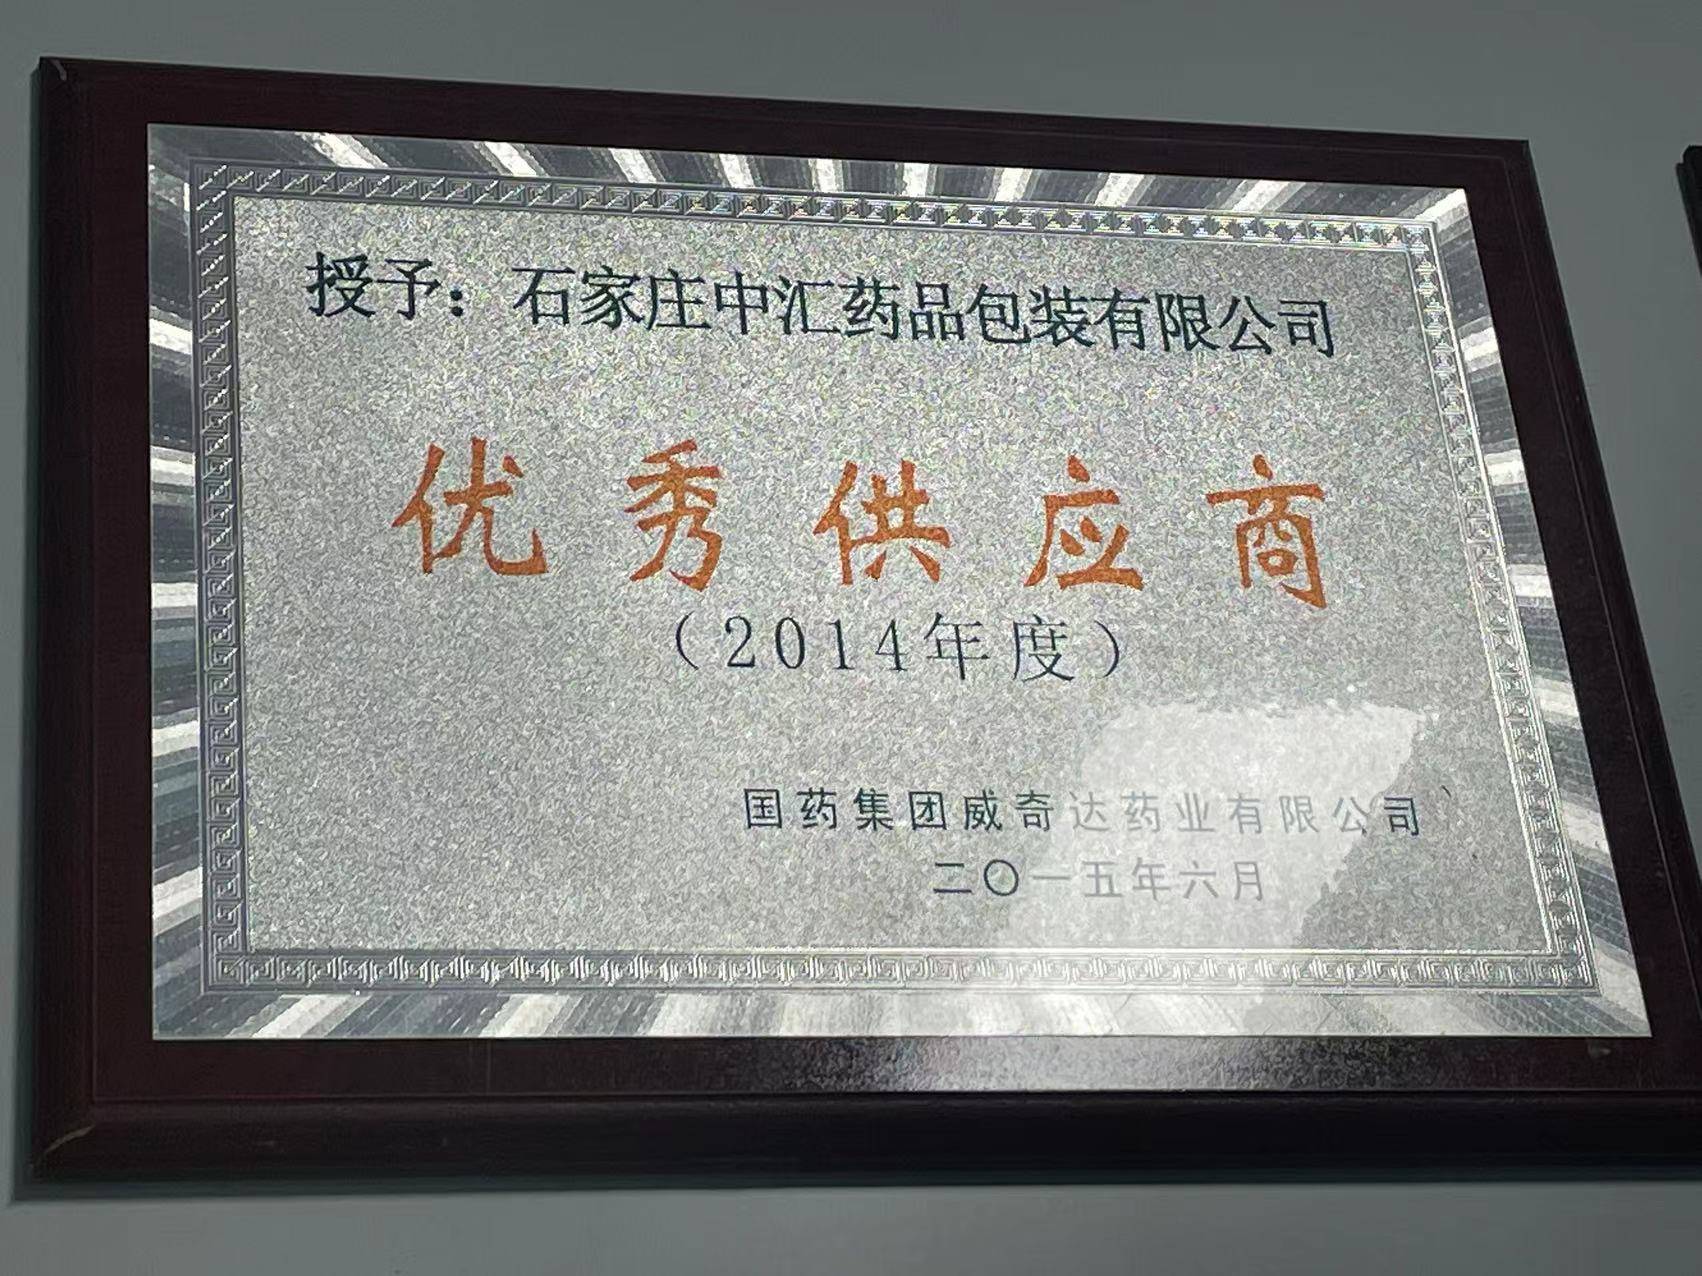 授予：石家庄中汇药品包装有限公司
优秀供应商
（2014年度）
国药集团威奇达药业有限公司
二〇一五年六月